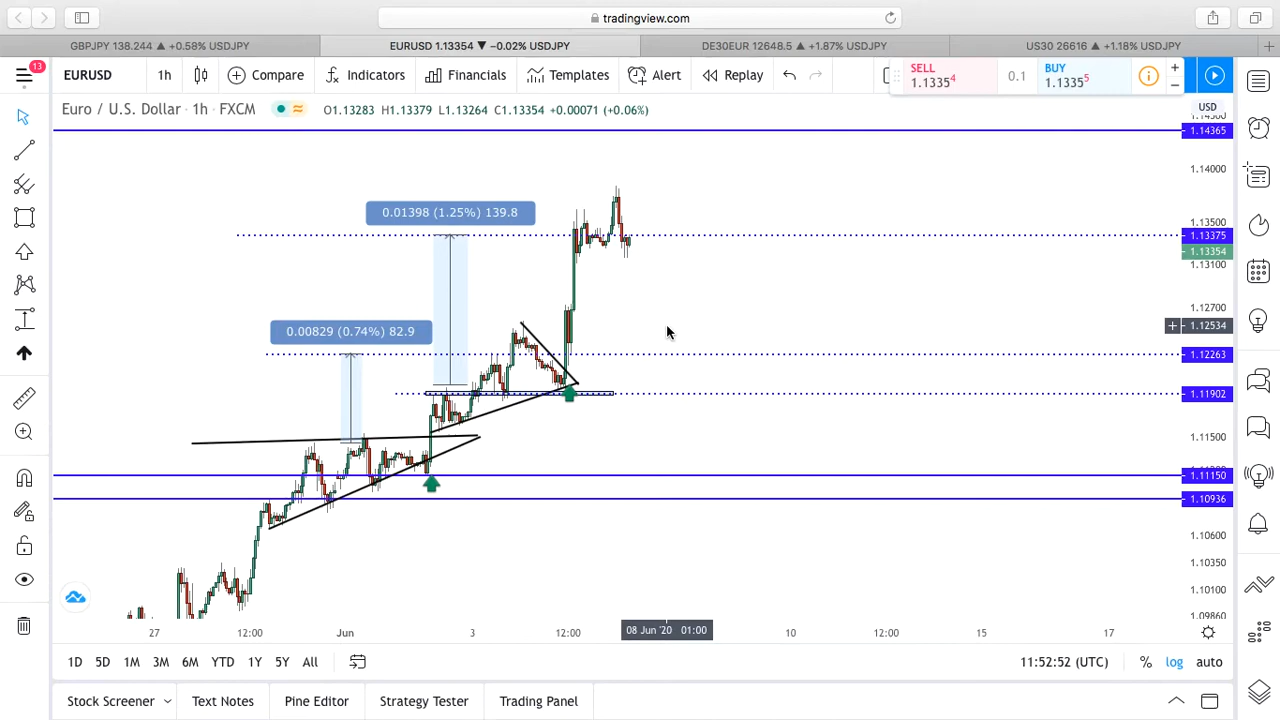 tradingview.com
GBPJPY 138.244 ▲ +0.58% USDJPY
EURUSD 1.13354 ▼ −0.02% USDJPY
DE30EUR 12648.5 ▲ +1.87% USDJPY
US30 26616 ▲ +1.18% USDJPY
13
EURUSD
1h
Compare
Indicators
Financials
Templates
Alert
Replay
SELL
1.13354
0.1
BUY
1.13355
Euro / U.S. Dollar · 1h · FXCM
O1.13283 H1.13379 L1.13264 C1.13354 +0.00071 (+0.06%)
USD
1.14365
1.14000
0.01398 (1.25%) 139.8
1.13500
1.13375
1.13354
1.13100
1.12700
0.00829 (0.74%) 82.9
1.12534
1.12263
1.11902
1.11500
1.11150
1.10936
1.10600
1.10350
1.10100
1.09860
27
12:00
Jun
3
12:00
08 Jun '20 01:00
10
12:00
15
17
1D
5D
1M
3M
6M
YTD
1Y
5Y
All
11:52:52 (UTC)
%
log
auto
Stock Screener
Text Notes
Pine Editor
Strategy Tester
Trading Panel